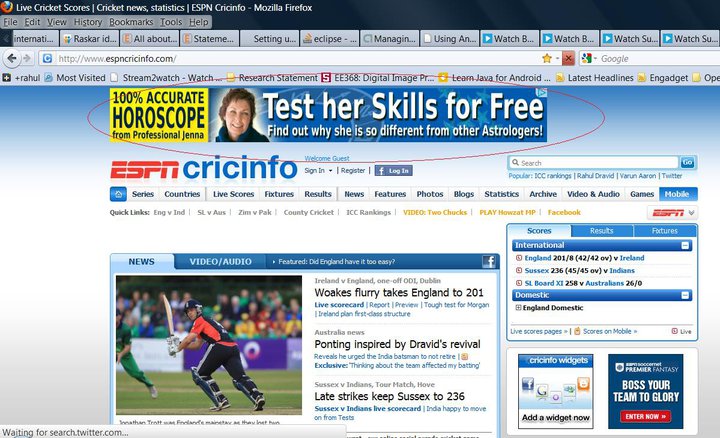 Live Cricket Scores | Cricket news, statistics | ESPN Cricinfo - Mozilla Firefox
File Edit View History Bookmarks Tools Help
internati... Raskar id... All about... Stateme... Setting u... eclipse - ... Managin... Using An... Watch B... Watch B... Watch Su... Watch Su...
http://www.espncricinfo.com/ Google
+rahul Most Visited Stream2watch - Watch ... Research Statement EE368: Digital Image Pr... Learn Java for Android ... Latest Headlines Engadget Open
100% ACCURATE
HOROSCOPE
from Professional Jenna
Test her Skills for Free
Find out why she is so different from other Astrologers!
ESPN cricinfo
Welcome Guest
Sign In | Register | Log In
Search Go
Popular: ICC rankings | Rahul Dravid | Varun Aaron | Twitter
Series Countries Live Scores Fixtures Results News Features Photos Blogs Statistics Archive Video & Audio Games Mobile
Quick Links: Eng v Ind | SL v Aus | Zim v Pak | County Cricket | ICC Rankings | VIDEO: Two Chucks | PLAY Howzat MP | Facebook
ESPN
NEWS VIDEO/AUDIO Featured: Did England have it too easy?
Ireland v England, one-off ODI, Dublin
Woakes flurry takes England to 201
Live scorecard | Report | Preview | Tough test for Morgan
| Ireland plan first-class structure
Australia news
Ponting inspired by Dravid's revival
Reveals he urged the India batsman to not retire |
Exclusive: 'Thinking about the team affected my batting'
Sussex v Indians, Tour Match, Hove
Late strikes keep Sussex to 236
Sussex v Indians live scorecard | India happy to move
on from Tests
Jonathan Trott was England's mainstay as they lost two
Scores Results Fixtures
International
England 201/8 (42/42 ov) v Ireland
Sussex 236 (45/45 ov) v Indians
SL Board XI 258 v Australians 26/0
Domestic
England Domestic
Live scores pages » | Scores on Mobile » Live
cricinfo widgets
Add a widget now
ESPN soccernet
PREMIER FANTASY
BOSS YOUR
TEAM TO GLORY
ENTER NOW
Waiting for search.twitter.com...